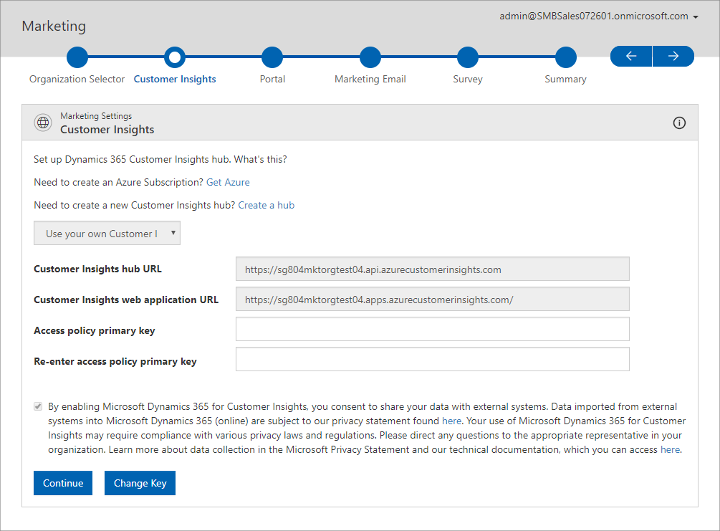 Marketing
admin@SMBSales072601.onmicrosoft.com
Organization Selector
Customer Insights
Portal
Marketing Email
Survey
Summary
Marketing Settings
Customer Insights
Set up Dynamics 365 Customer Insights hub. What's this?
Need to create an Azure Subscription? Get Azure
Need to create a new Customer Insights hub? Create a hub
Use your own Customer I
Customer Insights hub URL
https://sg804mktorgtest04.api.azurecustomerinsights.com
Customer Insights web application URL
https://sg804mktorgtest04.apps.azurecustomerinsights.com/
Access policy primary key
Re-enter access policy primary key
By enabling Microsoft Dynamics 365 for Customer Insights, you consent to share your data with external systems. Data imported from external
systems into Microsoft Dynamics 365 (online) are subject to our privacy statement found here. Your use of Microsoft Dynamics 365 for Customer
Insights may require compliance with various privacy laws and regulations. Please direct any questions to the appropriate representative in your
organization. Learn more about data collection in the Microsoft Privacy Statement and our technical documentation, which you can access here.
Continue
Change Key